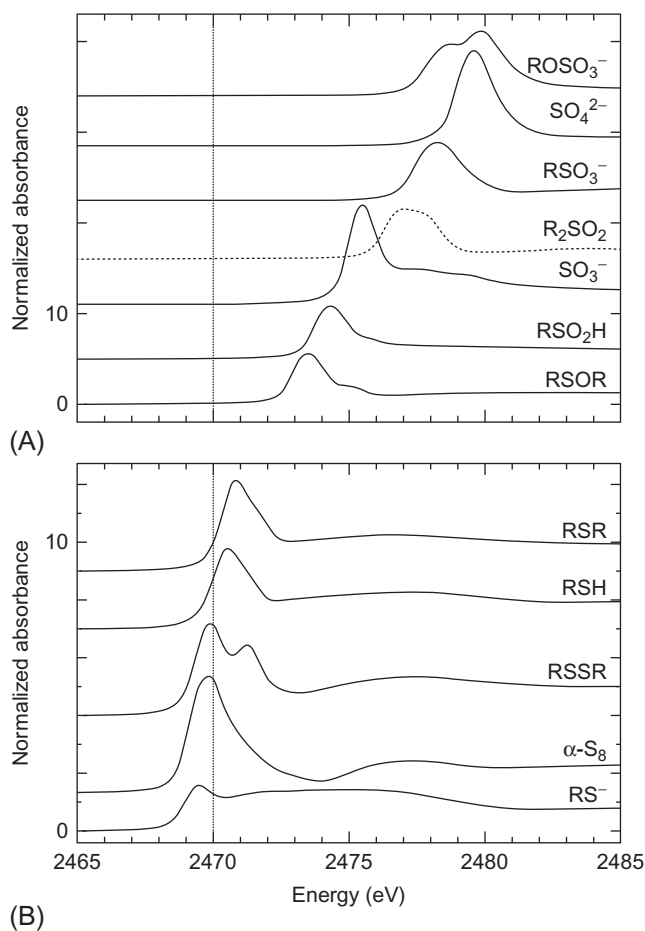 Normalized absorbance
ROSO₃⁻
SO₄²⁻
RSO₃⁻
R₂SO₂
SO₃⁻
10
RSO₂H
RSOR
0
(A)
Normalized absorbance
RSR
10
RSH
RSSR
α-S₈
RS⁻
0
2465 2470 2475 2480 2485
Energy (eV)
(B)